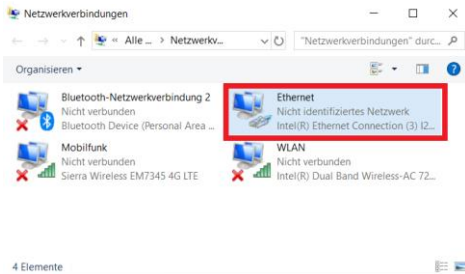 Netzwerkverbindungen
« Alle ... > Netzwerkv...
"Netzwerkverbindungen" durc...
Organisieren
Bluetooth-Netzwerkverbindung 2
Nicht verbunden
Bluetooth Device (Personal Area ...
Ethernet
Nicht identifiziertes Netzwerk
Intel(R) Ethernet Connection (3) I2...
Mobilfunk
Nicht verbunden
Sierra Wireless EM7345 4G LTE
WLAN
Nicht verbunden
Intel(R) Dual Band Wireless-AC 72...
4 Elemente